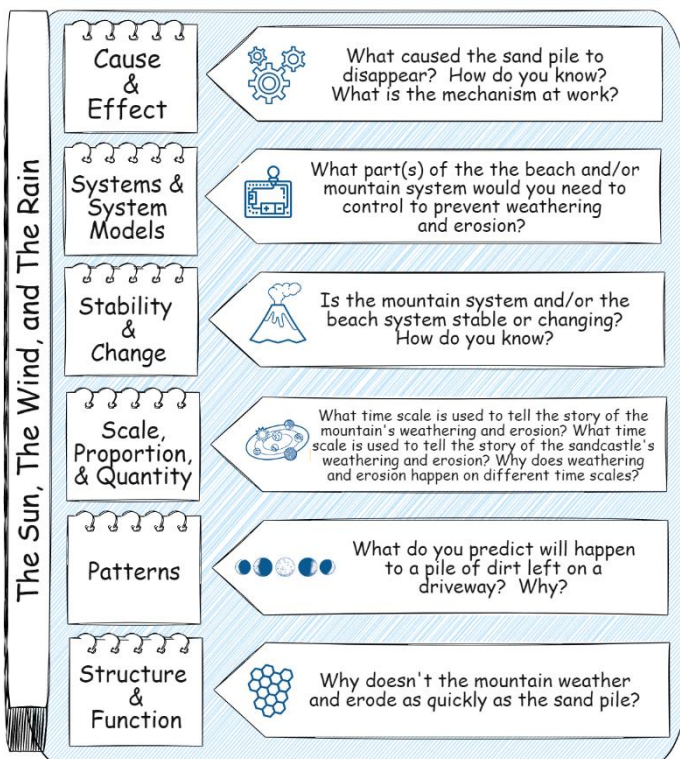 The Sun, The Wind, and The Rain
Cause
&
Effect
What caused the sand pile to
disappear? How do you know?
What is the mechanism at work?
Systems &
System
Models
What part(s) of the the beach and/or
mountain system would you need to
control to prevent weathering
and erosion?
Stability
&
Change
Is the mountain system and/or the
beach system stable or changing?
How do you know?
Scale,
Proportion,
& Quantity
What time scale is used to tell the story of the
mountain's weathering and erosion? What time
scale is used to tell the story of the sandcastle's
weathering and erosion? Why does weathering
and erosion happen on different time scales?
Patterns
What do you predict will happen
to a pile of dirt left on a
driveway? Why?
Structure
&
Function
Why doesn't the mountain weather
and erode as quickly as the sand pile?